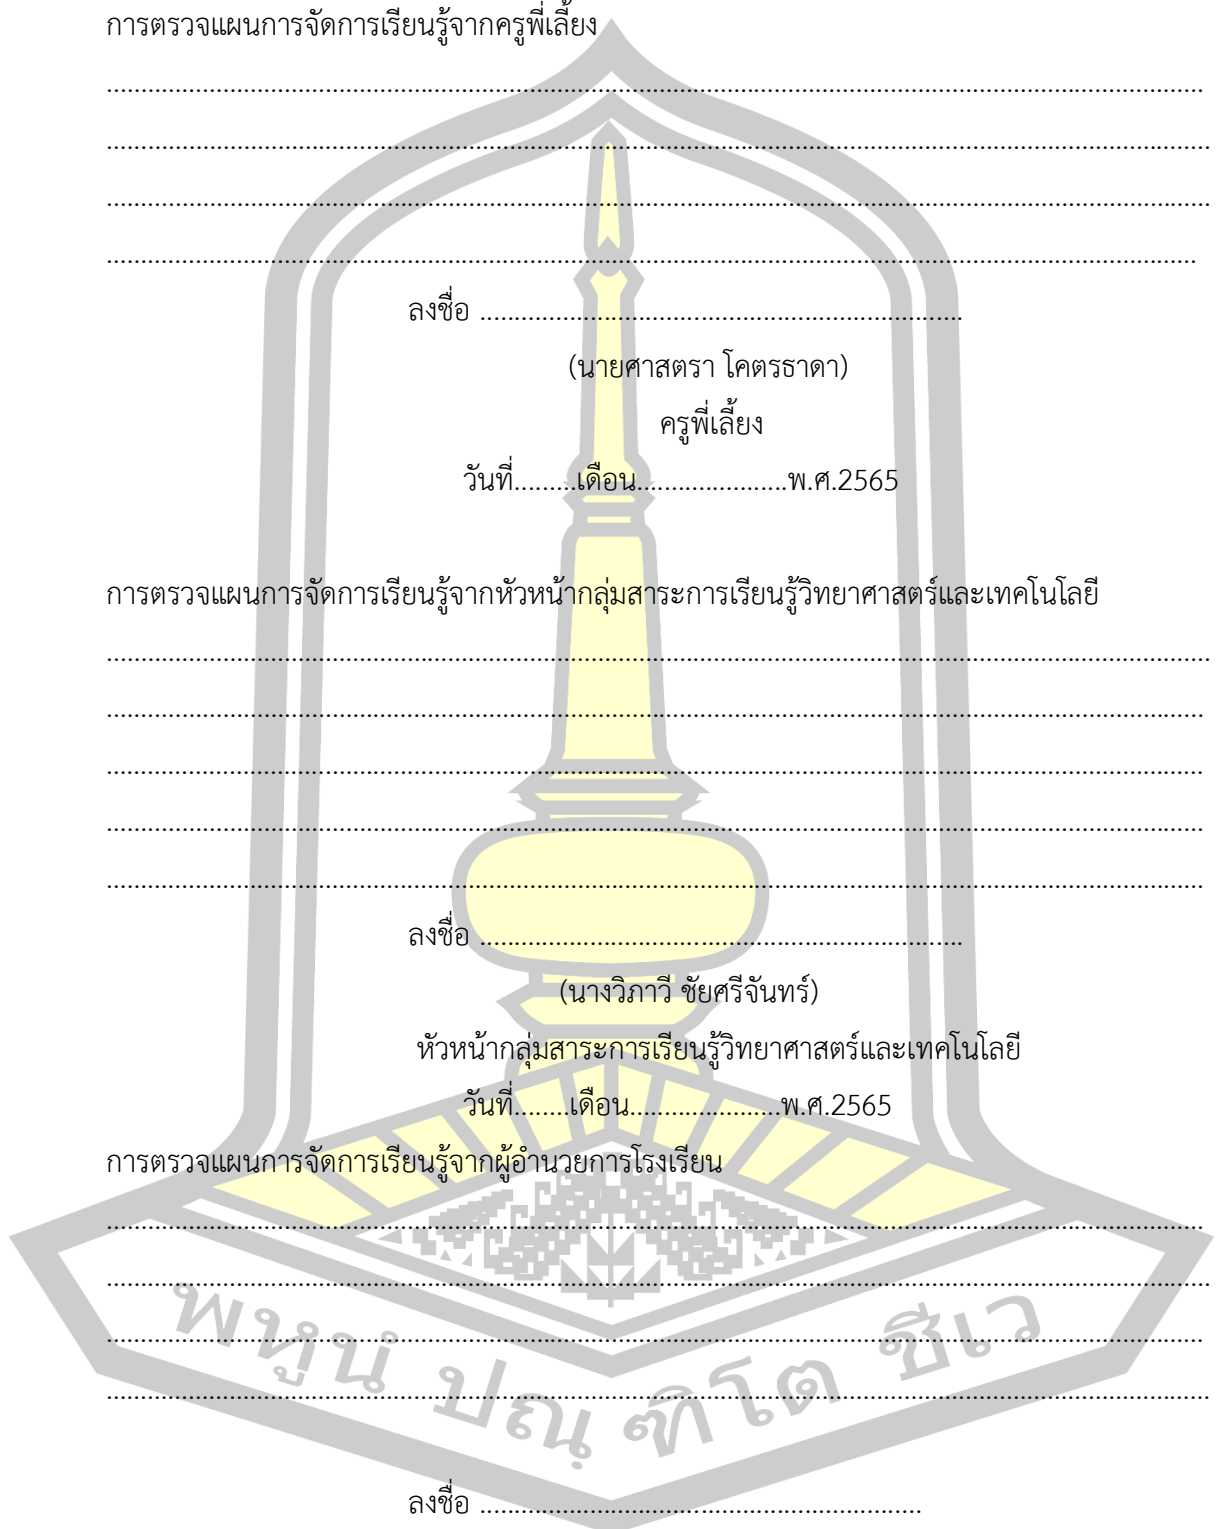 การตรวจแผนการจัดการเรียนรู้จากครูพี่เลี้ยง
................................................................................................................................................................
.................................................................................................................................................................
.................................................................................................................................................................
...............................................................................................................................................................
ลงชื่อ ......................................................................
(นายศาสตรา โคตรธาดา)
ครูพี่เลี้ยง
วันที่.........เดือน......................พ.ศ.2565
การตรวจแผนการจัดการเรียนรู้จากหัวหน้ากลุ่มสาระการเรียนรู้วิทยาศาสตร์และเทคโนโลยี
.................................................................................................................................................................
................................................................................................................................................................
................................................................................................................................................................
................................................................................................................................................................
................................................................................................................................................................
ลงชื่อ ......................................................................
(นางวิภาวี ชัยศรีจันทร์)
หัวหน้ากลุ่มสาระการเรียนรู้วิทยาศาสตร์และเทคโนโลยี
วันที่........เดือน......................พ.ศ.2565
การตรวจแผนการจัดการเรียนรู้จากผู้อำนวยการโรงเรียน
................................................................................................................................................................
.................................................................................................................................................................
................................................................................................................................................................
.................................................................................................................................................................
พหูนํ ปณฺฑิโต ชีเว
ลงชื่อ ................................................................